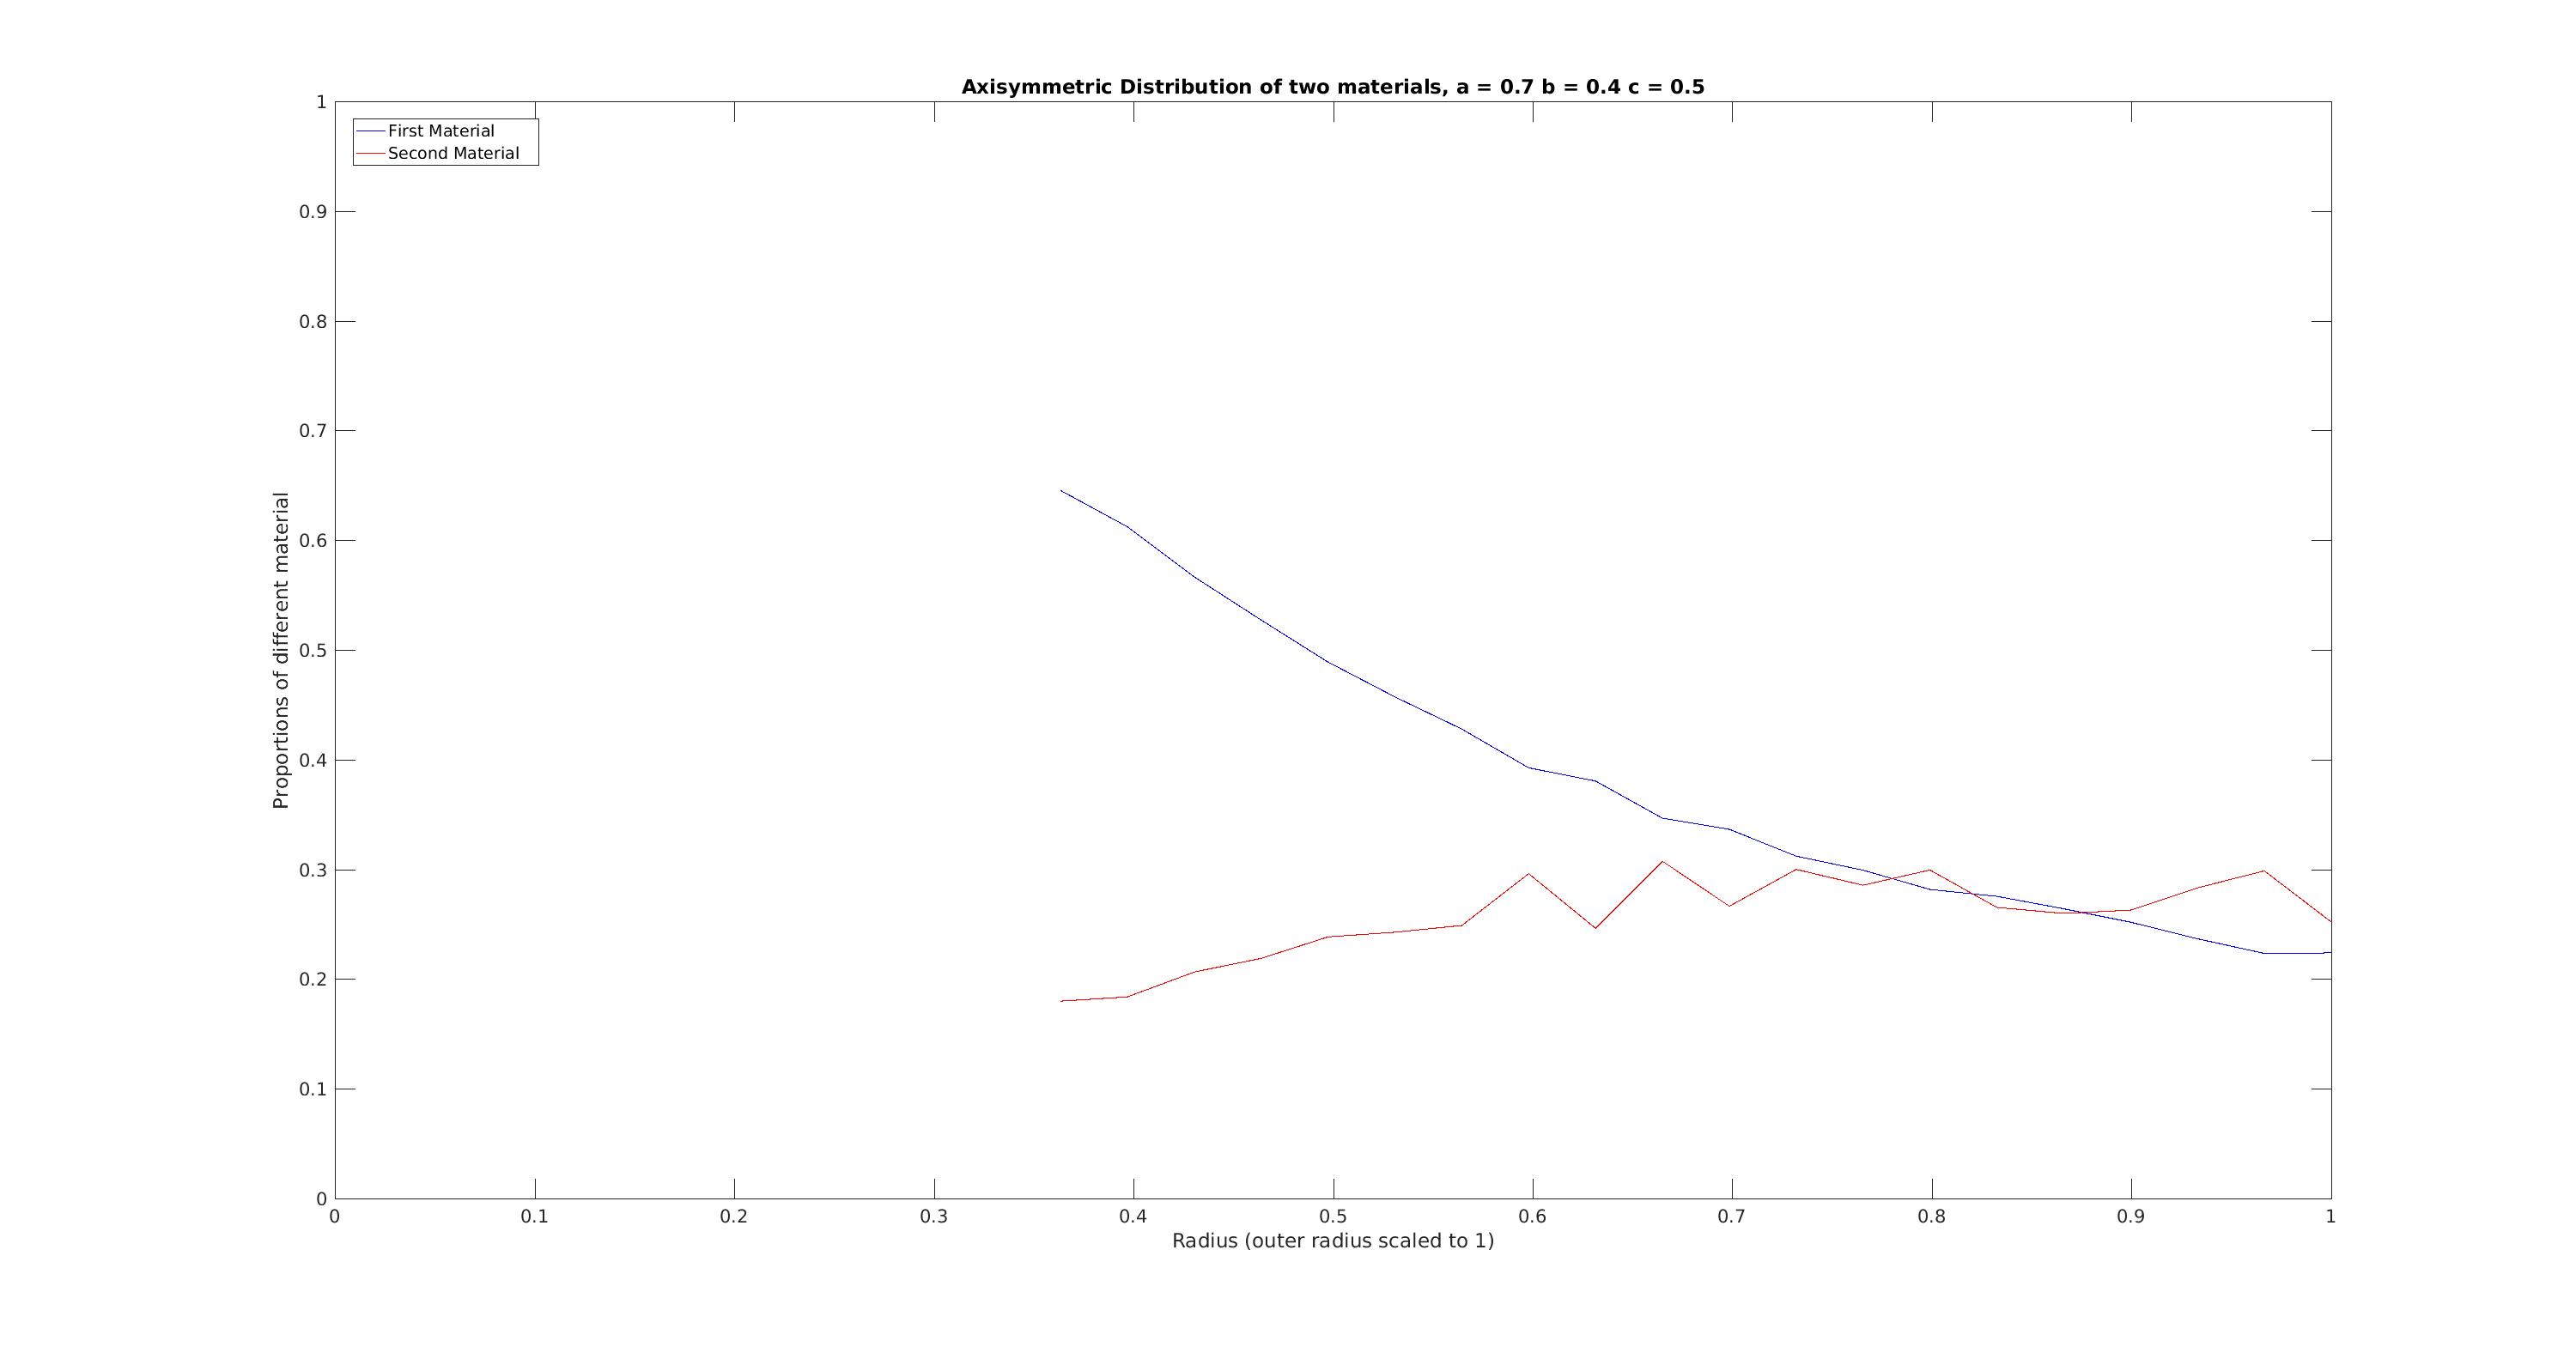 Axisymmetric Distribution of two materials, a = 0.7 b = 0.4 c = 0.5
First Material
Second Material
Proportions of different material
1
0.9
0.8
0.7
0.6
0.5
0.4
0.3
0.2
0.1
0
0 0.1 0.2 0.3 0.4 0.5 0.6 0.7 0.8 0.9 1
Radius (outer radius scaled to 1)